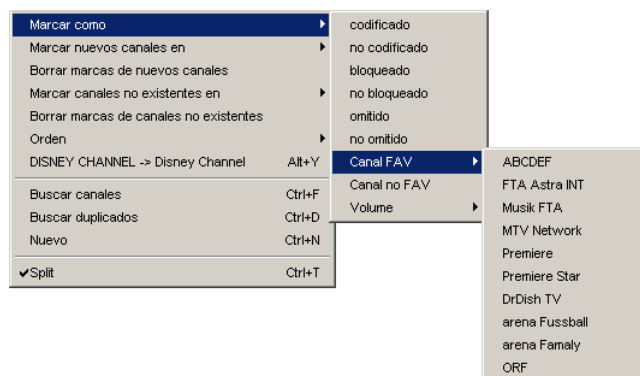 Marcar como
Marcar nuevos canales en
Borrar marcas de nuevos canales
Marcar canales no existentes en
Borrar marcas de canales no existentes
Orden
DISNEY CHANNEL -> Disney Channel Alt+Y
Buscar canales Ctrl+F
Buscar duplicados Ctrl+D
Nuevo Ctrl+N
Split Ctrl+T
codificado
no codificado
bloqueado
no bloqueado
omitido
no omitido
Canal FAV
Canal no FAV
Volume
ABCDEF
FTA Astra INT
Musik FTA
MTV Network
Premiere
Premiere Star
DrDish TV
arena Fussball
arena Famaly
ORF